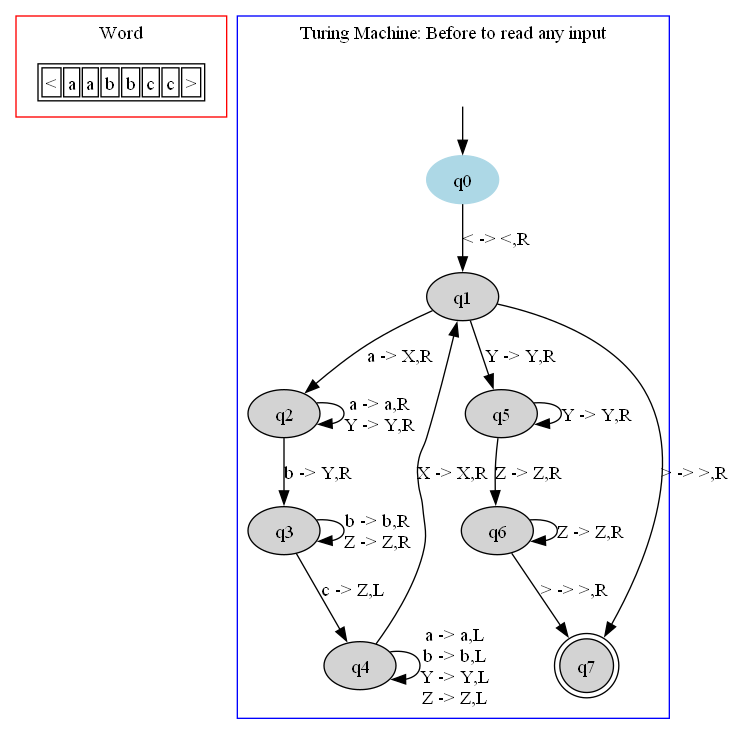 Word
< a a b b c c >
Turing Machine: Before to read any input
q0
< -> <,R
q1
a -> X,R
Y -> Y,R
q2
a -> a,R
Y -> Y,R
q5
Y -> Y,R
b -> Y,R
X -> X,R
Z -> Z,R
> -> >,R
q3
b -> b,R
Z -> Z,R
q6
Z -> Z,R
c -> Z,L
> -> >,R
q4
a -> a,L
b -> b,L
Y -> Y,L
Z -> Z,L
q7